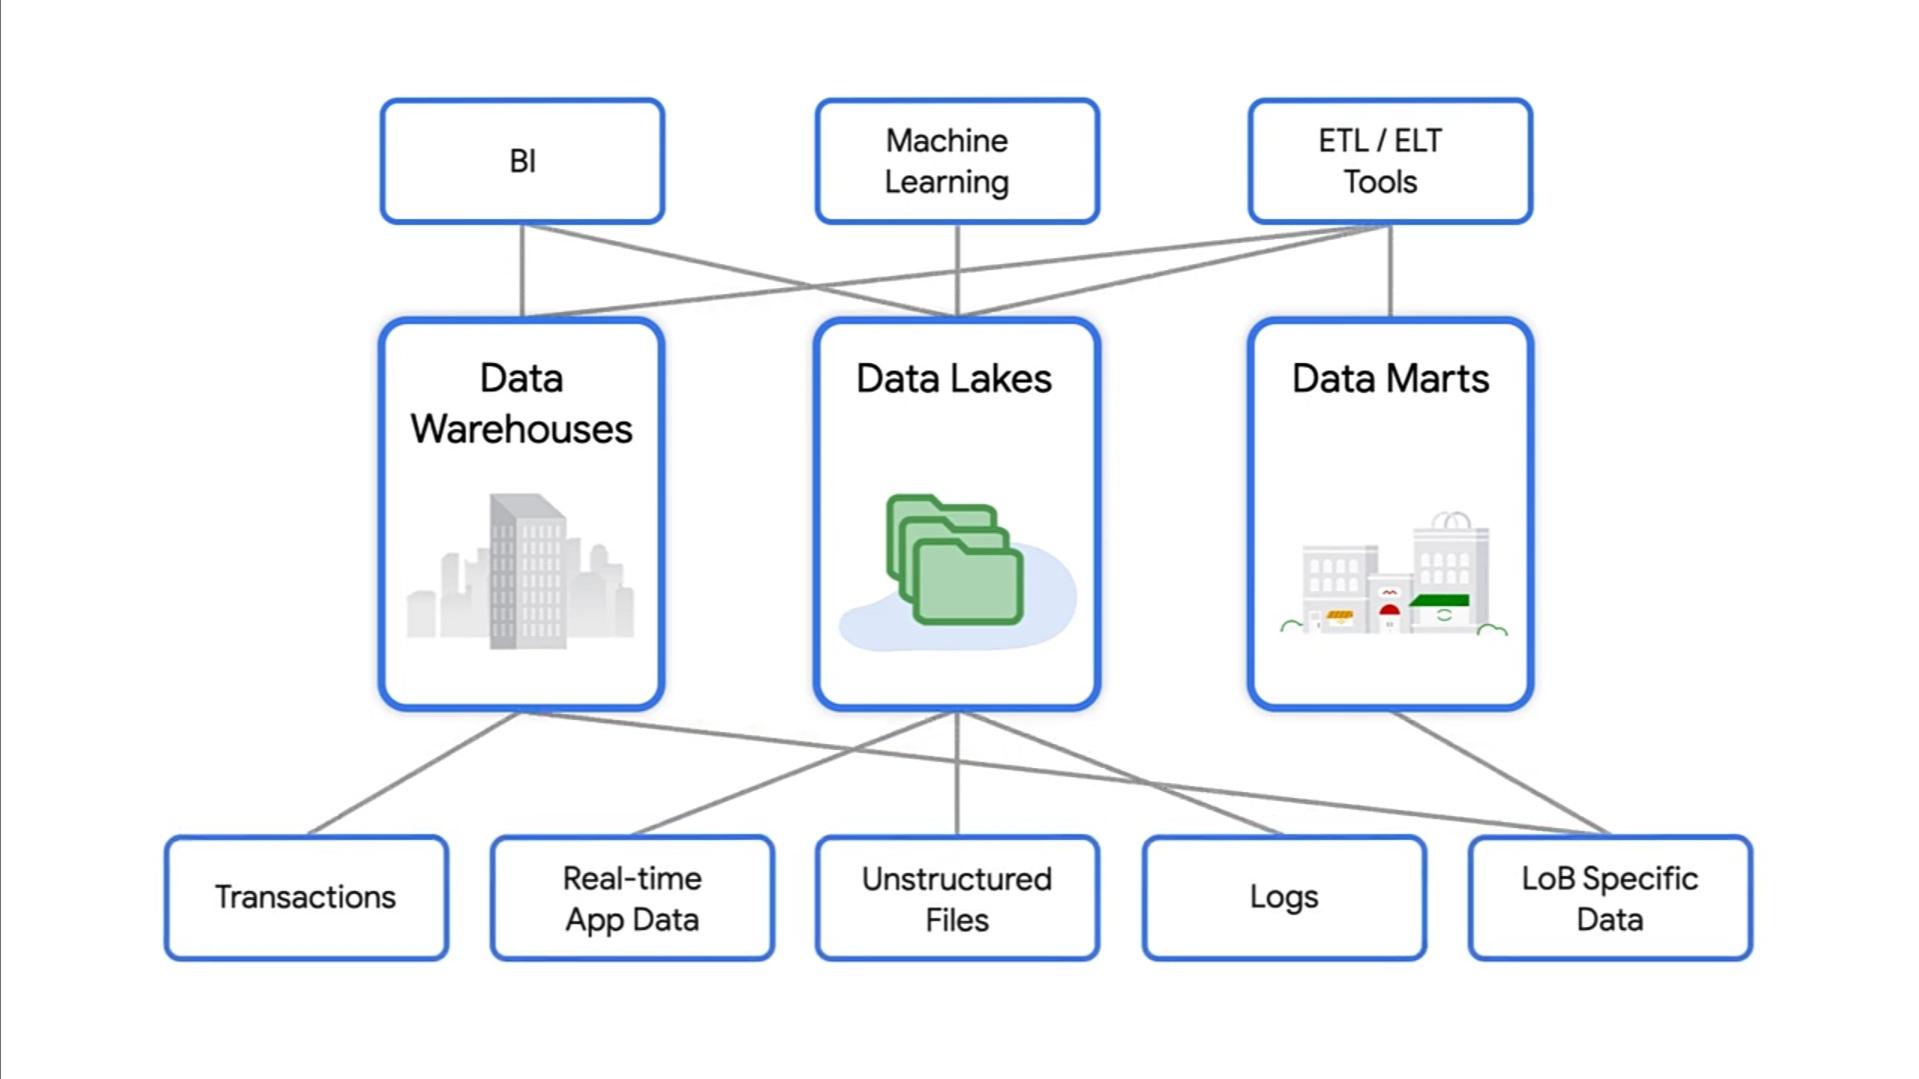 BI
Machine
Learning
ETL / ELT
Tools
Data
Warehouses
Data Lakes
Data Marts
Transactions
Real-time
App Data
Unstructured
Files
Logs
LoB Specific
Data